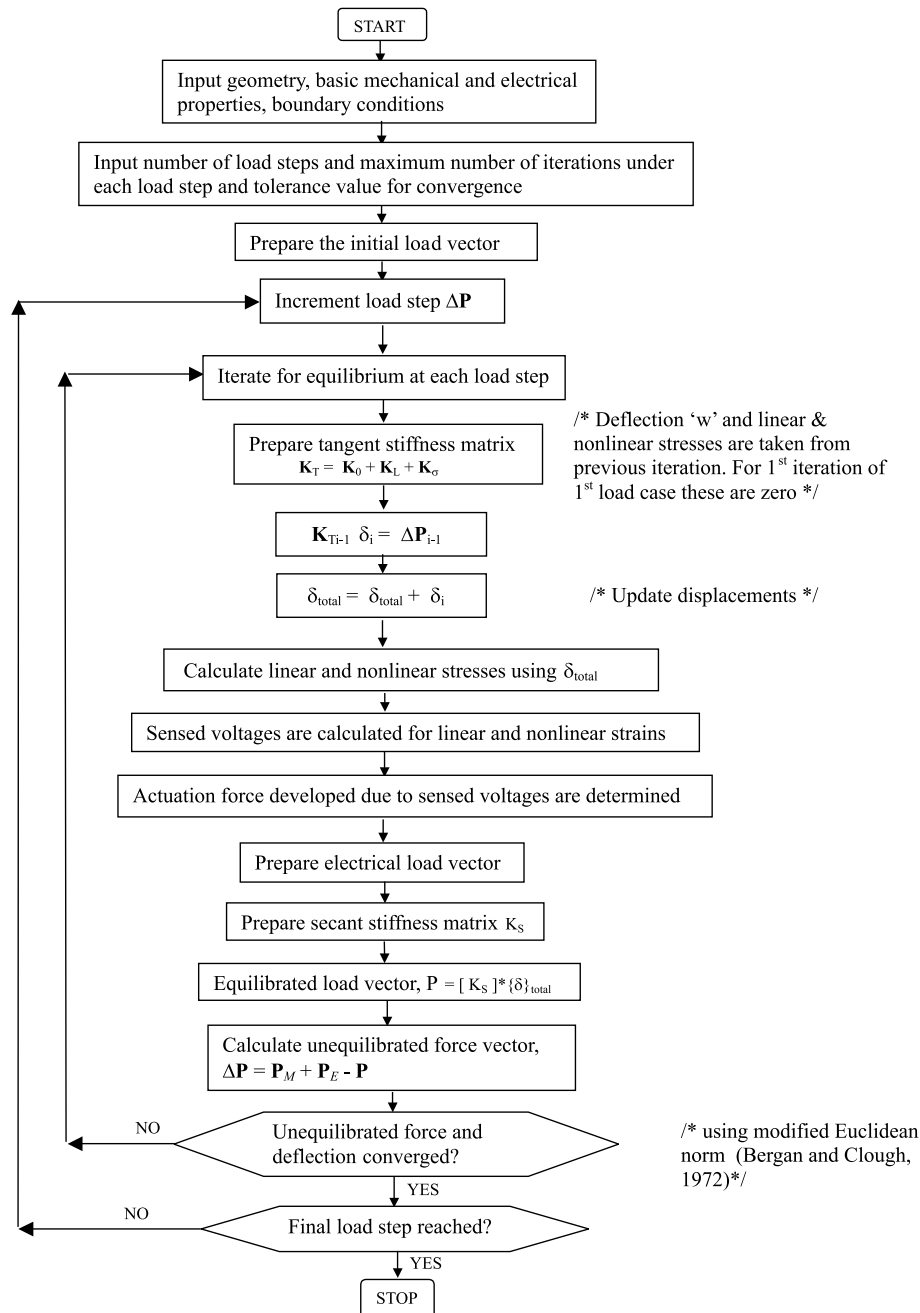 START
Input geometry, basic mechanical and electrical
properties, boundary conditions
Input number of load steps and maximum number of iterations under
each load step and tolerance value for convergence
Prepare the initial load vector
Increment load step ΔP
Iterate for equilibrium at each load step
/* Deflection ‘w’ and linear &
nonlinear stresses are taken from
previous iteration. For 1st iteration of
1st load case these are zero */
Prepare tangent stiffness matrix
K_T = K_0 + K_L + K_σ
K_Ti-1 δ_i = ΔP_i-1
δ_total = δ_total + δ_i
/* Update displacements */
Calculate linear and nonlinear stresses using δ_total
Sensed voltages are calculated for linear and nonlinear strains
Actuation force developed due to sensed voltages are determined
Prepare electrical load vector
Prepare secant stiffness matrix K_S
Equilibrated load vector, P = [ K_S ]*{δ}_total
Calculate unequilibrated force vector,
ΔP = P_M + P_E - P
NO
Unequilibrated force and
deflection converged?
/* using modified Euclidean
norm (Bergan and Clough,
1972)*/
YES
NO
Final load step reached?
YES
STOP